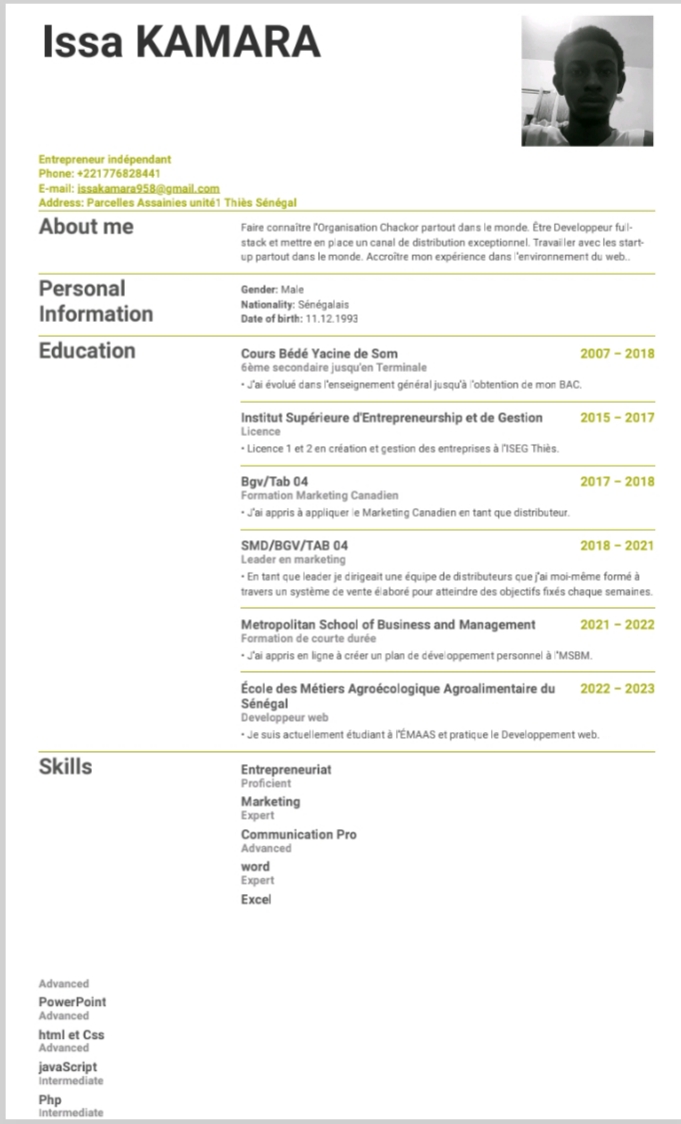 Issa KAMARA
Entrepreneur indépendant
Phone: +221776828441
E-mail: issakamara958@gmail.com
Address: Parcelles Assainies unité1 Thiès Sénégal
About me
Faire connaître l'Organisation Chackor partout dans le monde. Être Developpeur full-
stack et mettre en place un canal de distribution exceptionnel. Travailler avec les start-
up partout dans le monde. Accroître mon expérience dans l'environnement du web..
Personal
Information
Gender: Male
Nationality: Sénégalais
Date of birth: 11.12.1993
Education
Cours Bédé Yacine de Som 2007 – 2018
6ème secondaire jusqu'en Terminale
• J'ai évolué dans l'enseignement général jusqu'à l'obtention de mon BAC.
Institut Supérieure d'Entrepreneurship et de Gestion 2015 – 2017
Licence
• Licence 1 et 2 en création et gestion des entreprises à l'ISEG Thiès.
Bgv/Tab 04 2017 – 2018
Formation Marketing Canadien
• J'ai appris à appliquer le Marketing Canadien en tant que distributeur.
SMD/BGV/TAB 04 2018 – 2021
Leader en marketing
• En tant que leader je dirigeait une équipe de distributeurs que j'ai moi-même formé à
travers un système de vente élaboré pour atteindre des objectifs fixés chaque semaines.
Metropolitan School of Business and Management 2021 – 2022
Formation de courte durée
• J'ai appris en ligne à créer un plan de développement personnel à l'MSBM.
École des Métiers Agroécologique Agroalimentaire du 2022 – 2023
Sénégal
Developpeur web
• Je suis actuellement étudiant à l'ÉMAAS et pratique le Developpement web.
Skills
Entrepreneuriat
Proficient
Marketing
Expert
Communication Pro
Advanced
word
Expert
Excel
Advanced
PowerPoint
Advanced
html et Css
Advanced
javaScript
Intermediate
Php
Intermediate